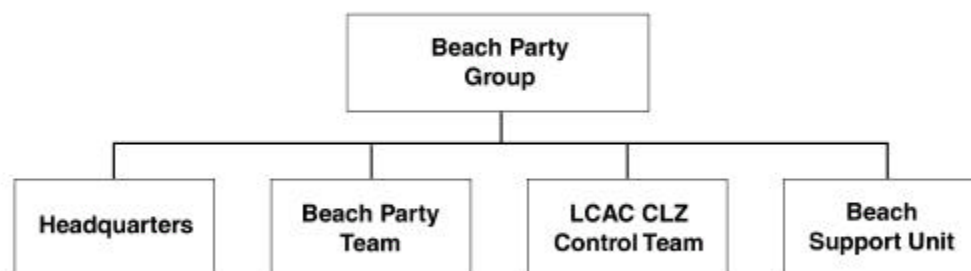 Beach Party
Group
Headquarters
Beach Party
Team
LCAC CLZ
Control Team
Beach
Support Unit